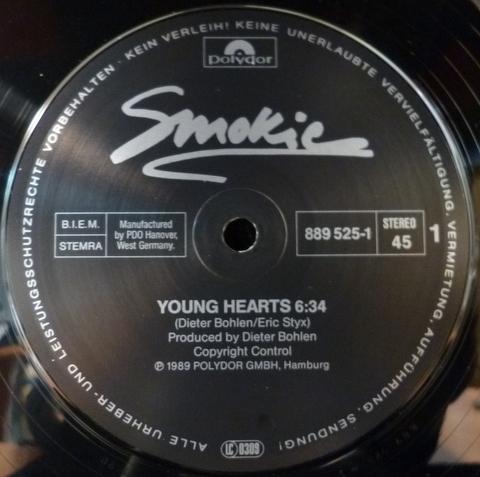 ALLE URHEBER- UND LEISTUNGSSCHUTZRECHTE VORBEHALTEN · KEIN VERLEIH! KEINE UNERLAUBTE VERVIELFÄLTIGUNG, VERMIETUNG, AUFFÜHRUNG, SENDUNG!
polydor
Smokie
B.I.E.M.
STEMRA
Manufactured
by PDO Hanover,
West Germany.
889 525-1
STEREO
45
1
YOUNG HEARTS 6:34
(Dieter Bohlen/Eric Styx)
Produced by Dieter Bohlen
Copyright Control
℗ 1989 POLYDOR GMBH, Hamburg
LC 0309